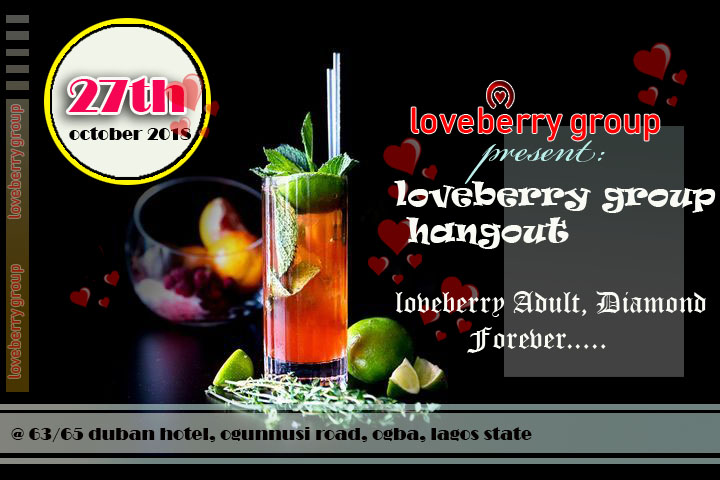 27th
october 2018
loveberry group
loveberry group
loveberry group
present:
loveberry group
hangout
loveberry Adult, Diamond
Forever.....
@ 63/65 duban hotel, ogunnusi road, ogba, lagos state